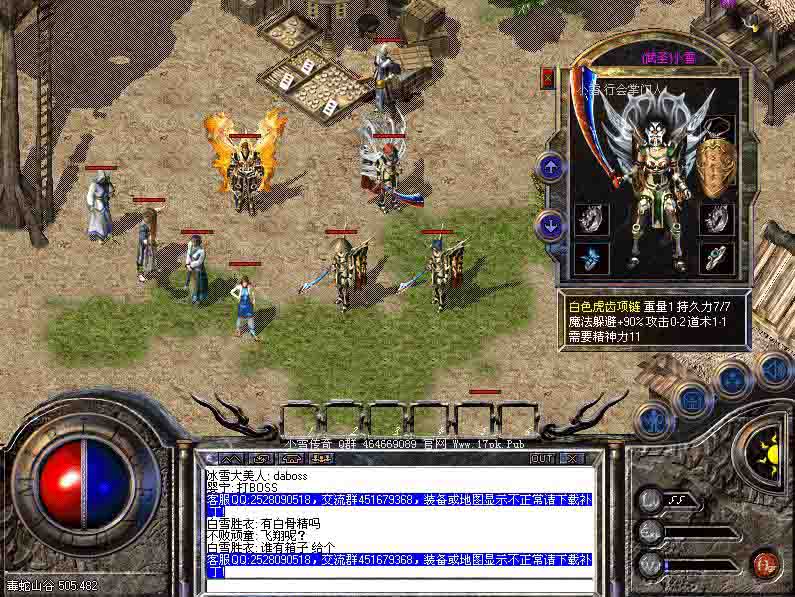 (武圣)小雪
小雪行会掌门人
白色虎齿项链 重量1 持久力7/7
魔法躲避+90% 攻击0-2 道术1-1
需要精神力11
小雪传奇 Q群 464669089 官网 Www.17pk.Pub
OUT
X
冰雪大美人: daboss
婴宁: 打BOSS
客服QQ:2528090518，交流群451679368，装备或地图显示不正常请下载补
丁!
白雪胜衣: 有白骨精吗
不败顽童: 飞翔呢?
白雪胜衣: 谁有箱子 给个
客服QQ:2528090518，交流群451679368，装备或地图显示不正常请下载补
丁!
55
毒蛇山谷 505:482